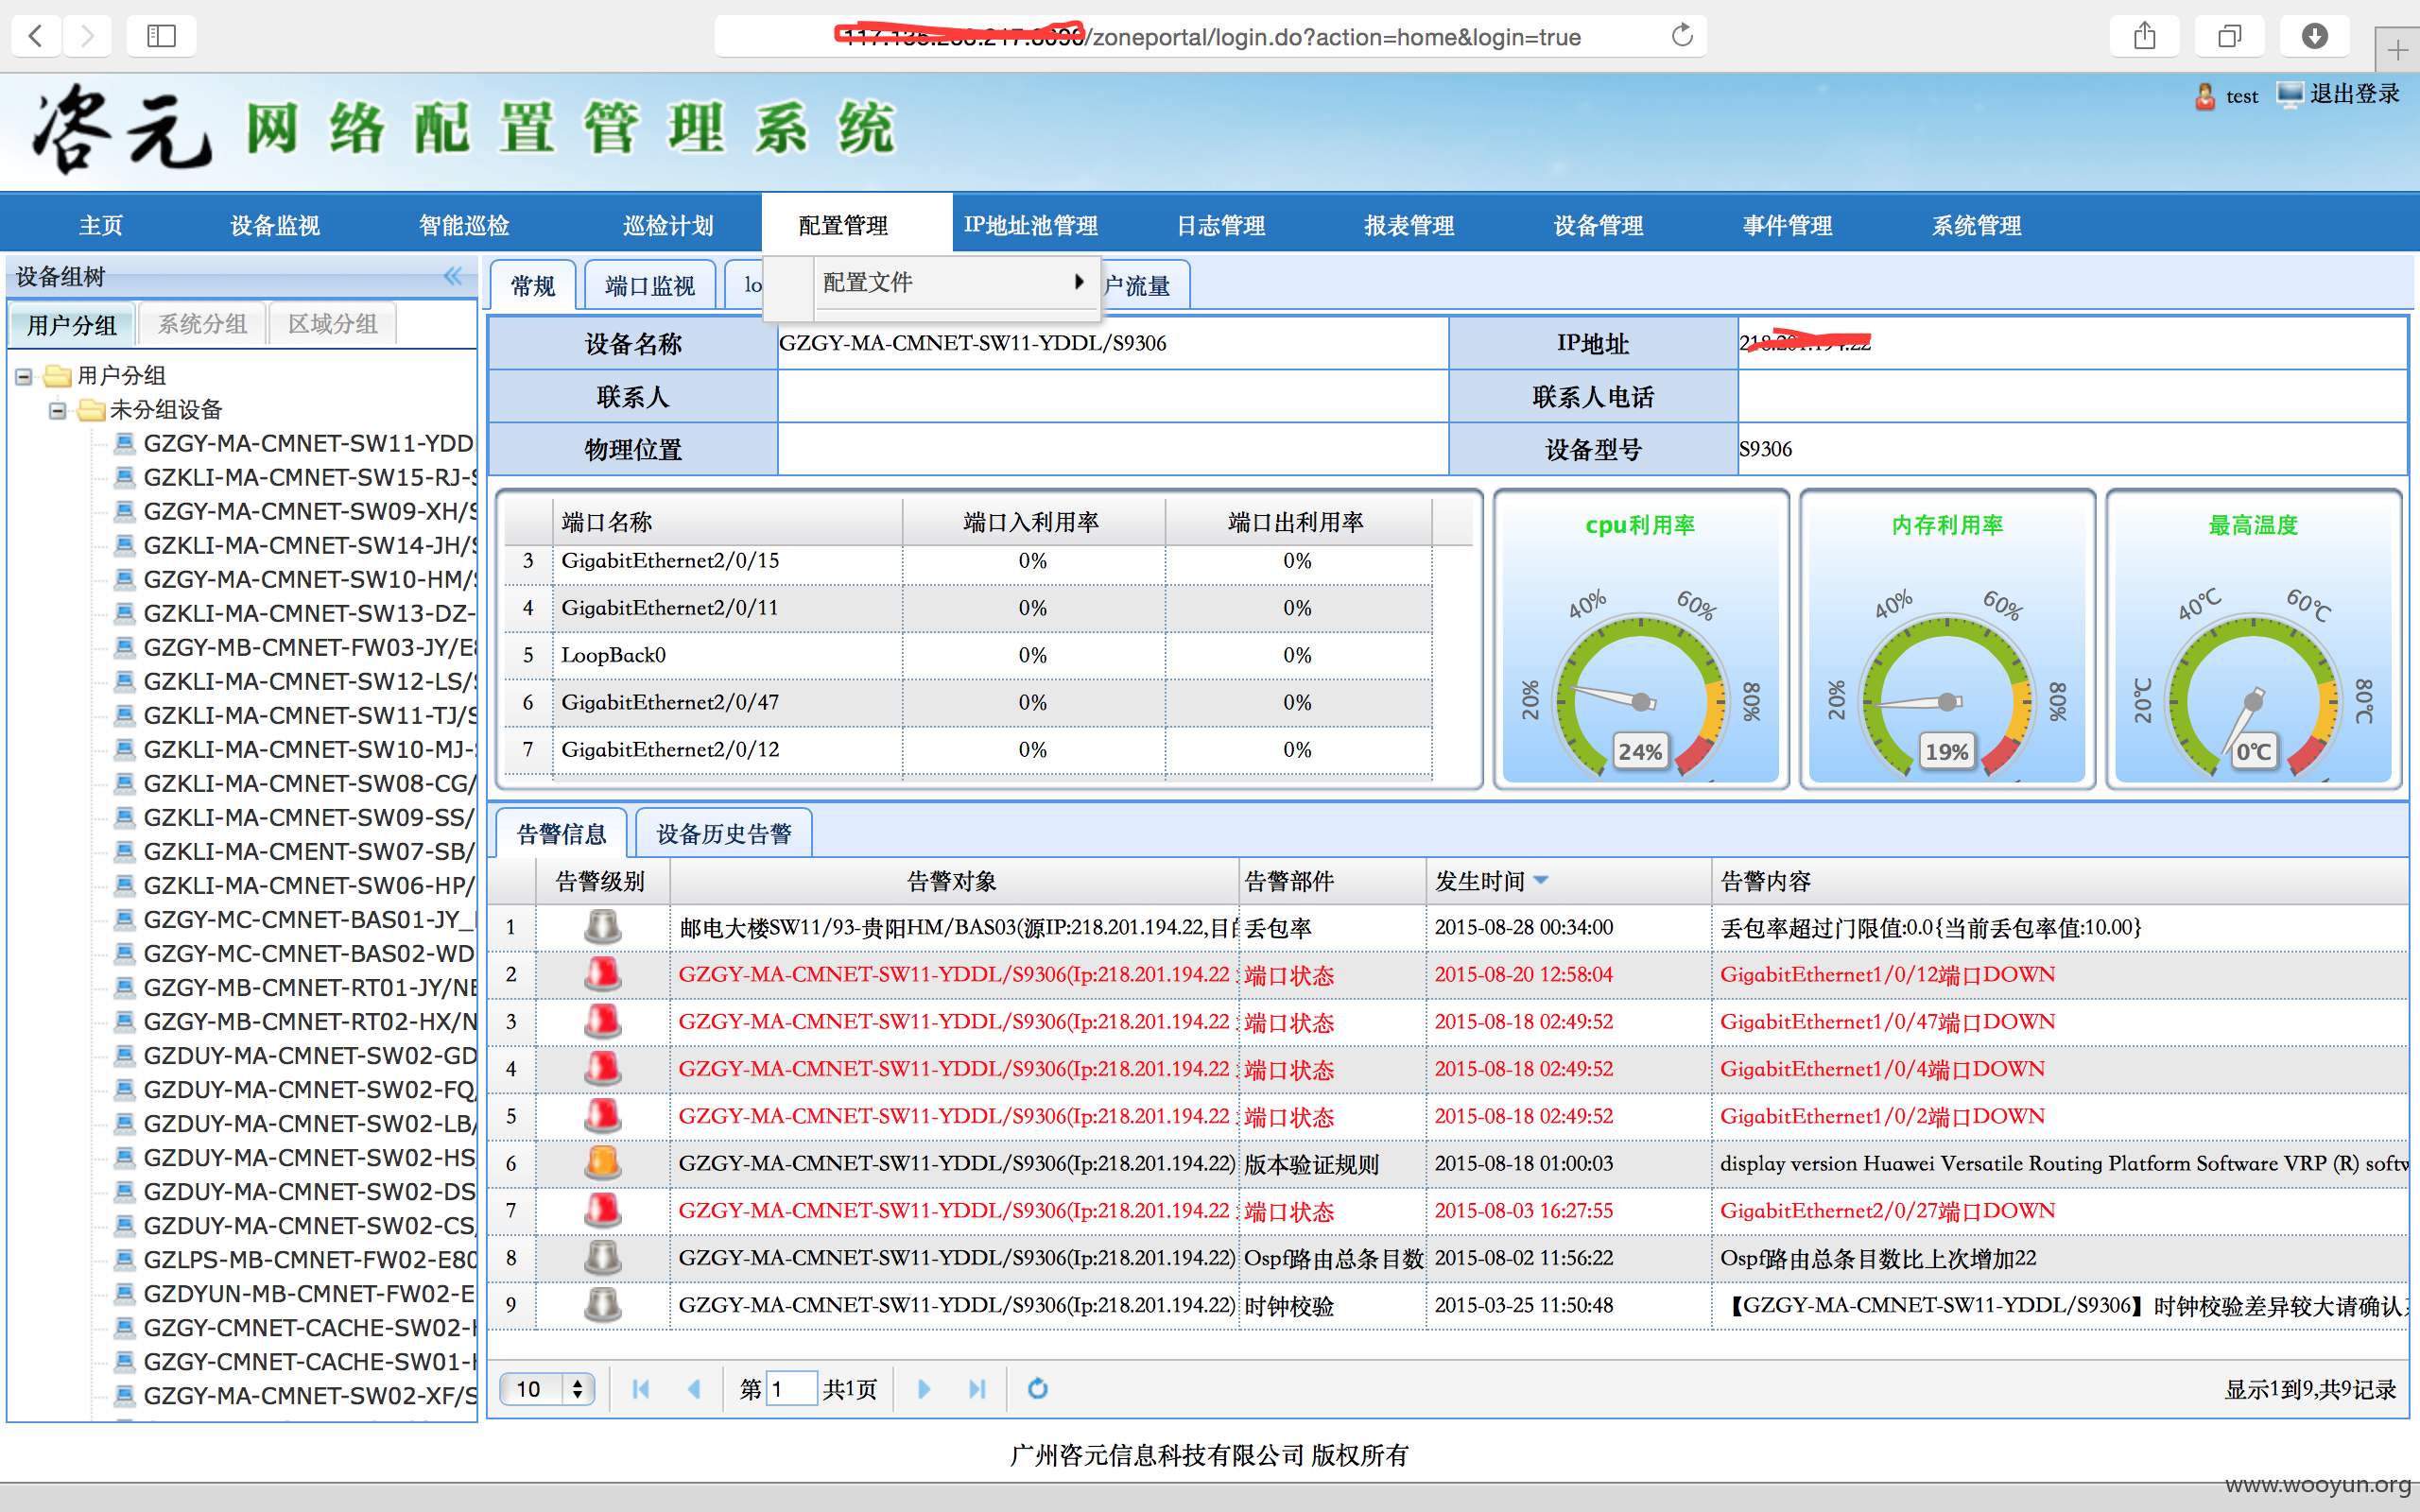 /zoneportal/login.do?action=home&login=true
咨元 网络配置管理系统
test 退出登录
主页 设备监视 智能巡检 巡检计划 配置管理 IP地址池管理 日志管理 报表管理 设备管理 事件管理 系统管理
设备组树
常规 端口监视 lo 户流量
配置文件
用户分组 系统分组 区域分组
设备名称 GZGY-MA-CMNET-SW11-YDDL/S9306 IP地址
联系人 联系人电话
物理位置 设备型号 S9306
用户分组
未分组设备
GZGY-MA-CMNET-SW11-YDD
GZKLI-MA-CMNET-SW15-RJ-S
GZGY-MA-CMNET-SW09-XH/S
GZKLI-MA-CMNET-SW14-JH/S
GZGY-MA-CMNET-SW10-HM/S
GZKLI-MA-CMNET-SW13-DZ-
GZGY-MB-CMNET-FW03-JY/E8
GZKLI-MA-CMNET-SW12-LS/S
GZKLI-MA-CMNET-SW11-TJ/S
GZKLI-MA-CMNET-SW10-MJ-S
GZKLI-MA-CMNET-SW08-CG/
GZKLI-MA-CMNET-SW09-SS/
GZKLI-MA-CMENT-SW07-SB/
GZKLI-MA-CMNET-SW06-HP/
GZGY-MC-CMNET-BAS01-JY_
GZGY-MC-CMNET-BAS02-WD
GZGY-MB-CMNET-RT01-JY/NE
GZGY-MB-CMNET-RT02-HX/N
GZDUY-MA-CMNET-SW02-GD
GZDUY-MA-CMNET-SW02-FQ/
GZDUY-MA-CMNET-SW02-LB/
GZDUY-MA-CMNET-SW02-HS
GZDUY-MA-CMNET-SW02-DS
GZDUY-MA-CMNET-SW02-CS
GZLPS-MB-CMNET-FW02-E80
GZDYUN-MB-CMNET-FW02-E
GZGY-CMNET-CACHE-SW02-H
GZGY-CMNET-CACHE-SW01-H
GZGY-MA-CMNET-SW02-XF/S
端口名称 端口入利用率 端口出利用率
3 GigabitEthernet2/0/15 0% 0%
4 GigabitEthernet2/0/11 0% 0%
5 LoopBack0 0% 0%
6 GigabitEthernet2/0/47 0% 0%
7 GigabitEthernet2/0/12 0% 0%
cpu利用率
20% 40% 60% 80%
24%
内存利用率
20% 40% 60% 80%
19%
最高温度
20℃ 40℃ 60℃ 80℃
0℃
告警信息 设备历史告警
告警级别 告警对象 告警部件 发生时间 告警内容
1 邮电大楼SW11/93-贵阳HM/BAS03(源IP:218.201.194.22,目的 丢包率 2015-08-28 00:34:00 丢包率超过门限值:0.0{当前丢包率值:10.00}
2 GZGY-MA-CMNET-SW11-YDDL/S9306(Ip:218.201.194.22 端口状态 2015-08-20 12:58:04 GigabitEthernet1/0/12端口DOWN
3 GZGY-MA-CMNET-SW11-YDDL/S9306(Ip:218.201.194.22 端口状态 2015-08-18 02:49:52 GigabitEthernet1/0/47端口DOWN
4 GZGY-MA-CMNET-SW11-YDDL/S9306(Ip:218.201.194.22 端口状态 2015-08-18 02:49:52 GigabitEthernet1/0/4端口DOWN
5 GZGY-MA-CMNET-SW11-YDDL/S9306(Ip:218.201.194.22 端口状态 2015-08-18 02:49:52 GigabitEthernet1/0/2端口DOWN
6 GZGY-MA-CMNET-SW11-YDDL/S9306(Ip:218.201.194.22) 版本验证规则 2015-08-18 01:00:03 display version Huawei Versatile Routing Platform Software VRP (R) softw
7 GZGY-MA-CMNET-SW11-YDDL/S9306(Ip:218.201.194.22 端口状态 2015-08-03 16:27:55 GigabitEthernet2/0/27端口DOWN
8 GZGY-MA-CMNET-SW11-YDDL/S9306(Ip:218.201.194.22) Ospf路由总条目数 2015-08-02 11:56:22 Ospf路由总条目数比上次增加22
9 GZGY-MA-CMNET-SW11-YDDL/S9306(Ip:218.201.194.22) 时钟校验 2015-03-25 11:50:48 【GZGY-MA-CMNET-SW11-YDDL/S9306】时钟校验差异较大请确认
10 第 1 共1页 显示1到9,共9记录
广州咨元信息科技有限公司 版权所有
www.wooyun.org